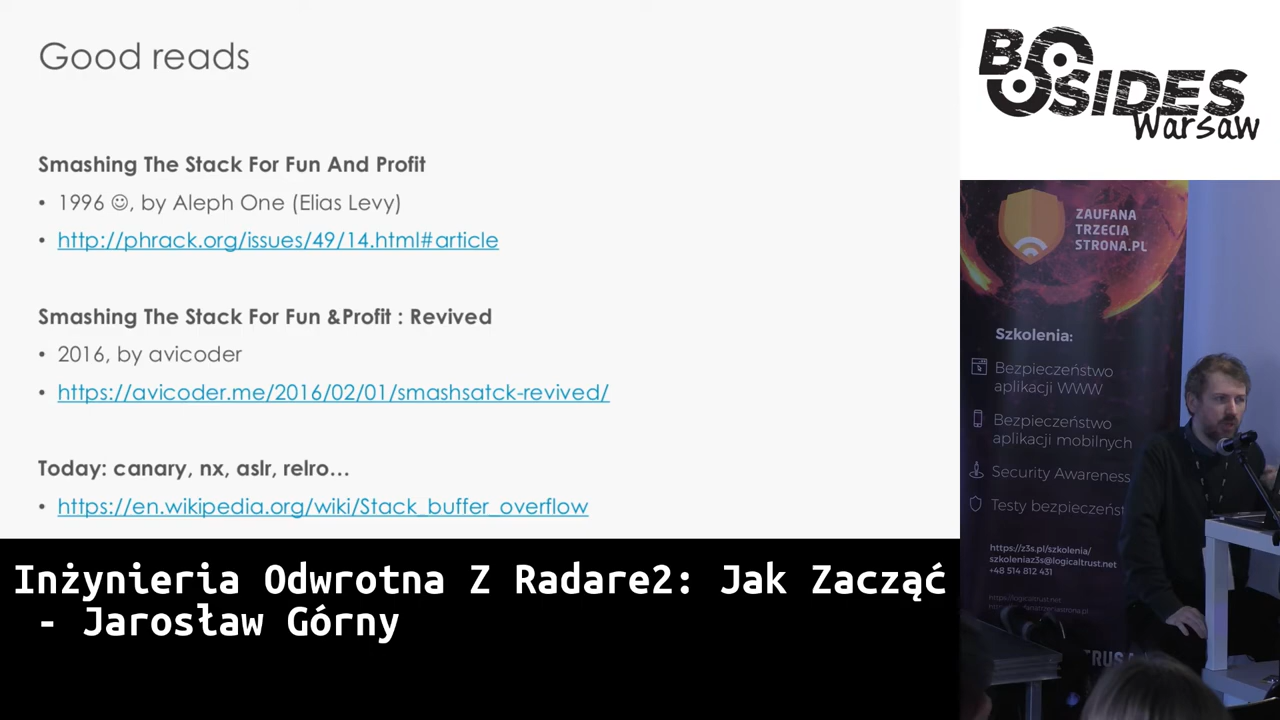 Good reads
Smashing The Stack For Fun And Profit
• 1996 ☺, by Aleph One (Elias Levy)
• http://phrack.org/issues/49/14.html#article
Smashing The Stack For Fun &Profit : Revived
• 2016, by avicoder
• https://avicoder.me/2016/02/01/smashsatck-revived/
Today: canary, nx, aslr, relro...
• https://en.wikipedia.org/wiki/Stack_buffer_overflow
Inżynieria Odwrotna Z Radare2: Jak Zacząć
- Jarosław Górny
BSIDES
Warsaw
ZAUFANA
TRZECIA
STRONA.PL
Szkolenia:
Bezpieczeństwo
aplikacji WWW
Bezpieczeństwo
aplikacji mobilnych
Security Awareness
Testy bezpieczeńst
https://z3s.pl/szkolenia/
szkoleniaz3s@logicaltrust.net
+48 514 812 431
https://logicaltrust.net